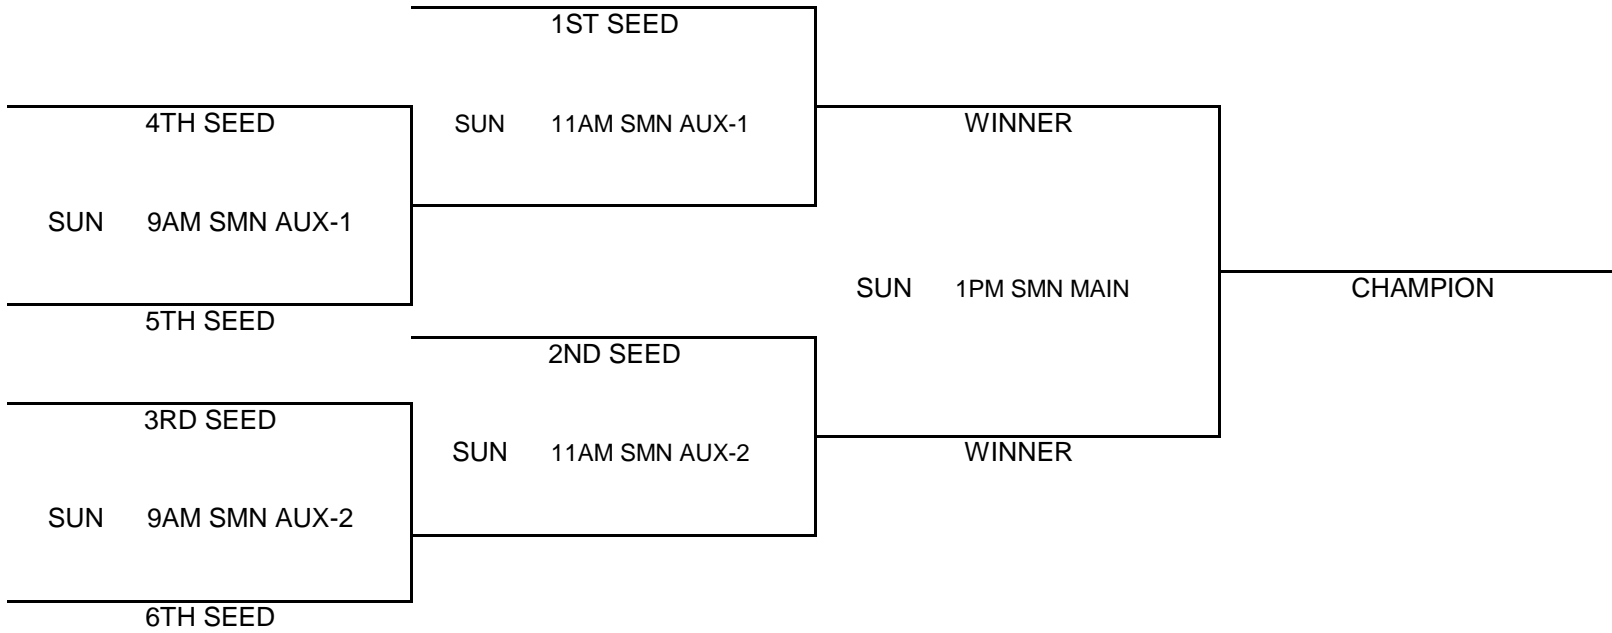 1ST SEED
4TH SEED
SUN 11AM SMN AUX-1
WINNER
SUN 9AM SMN AUX-1
SUN 1PM SMN MAIN
CHAMPION
5TH SEED
2ND SEED
3RD SEED
SUN 11AM SMN AUX-2
WINNER
SUN 9AM SMN AUX-2
6TH SEED